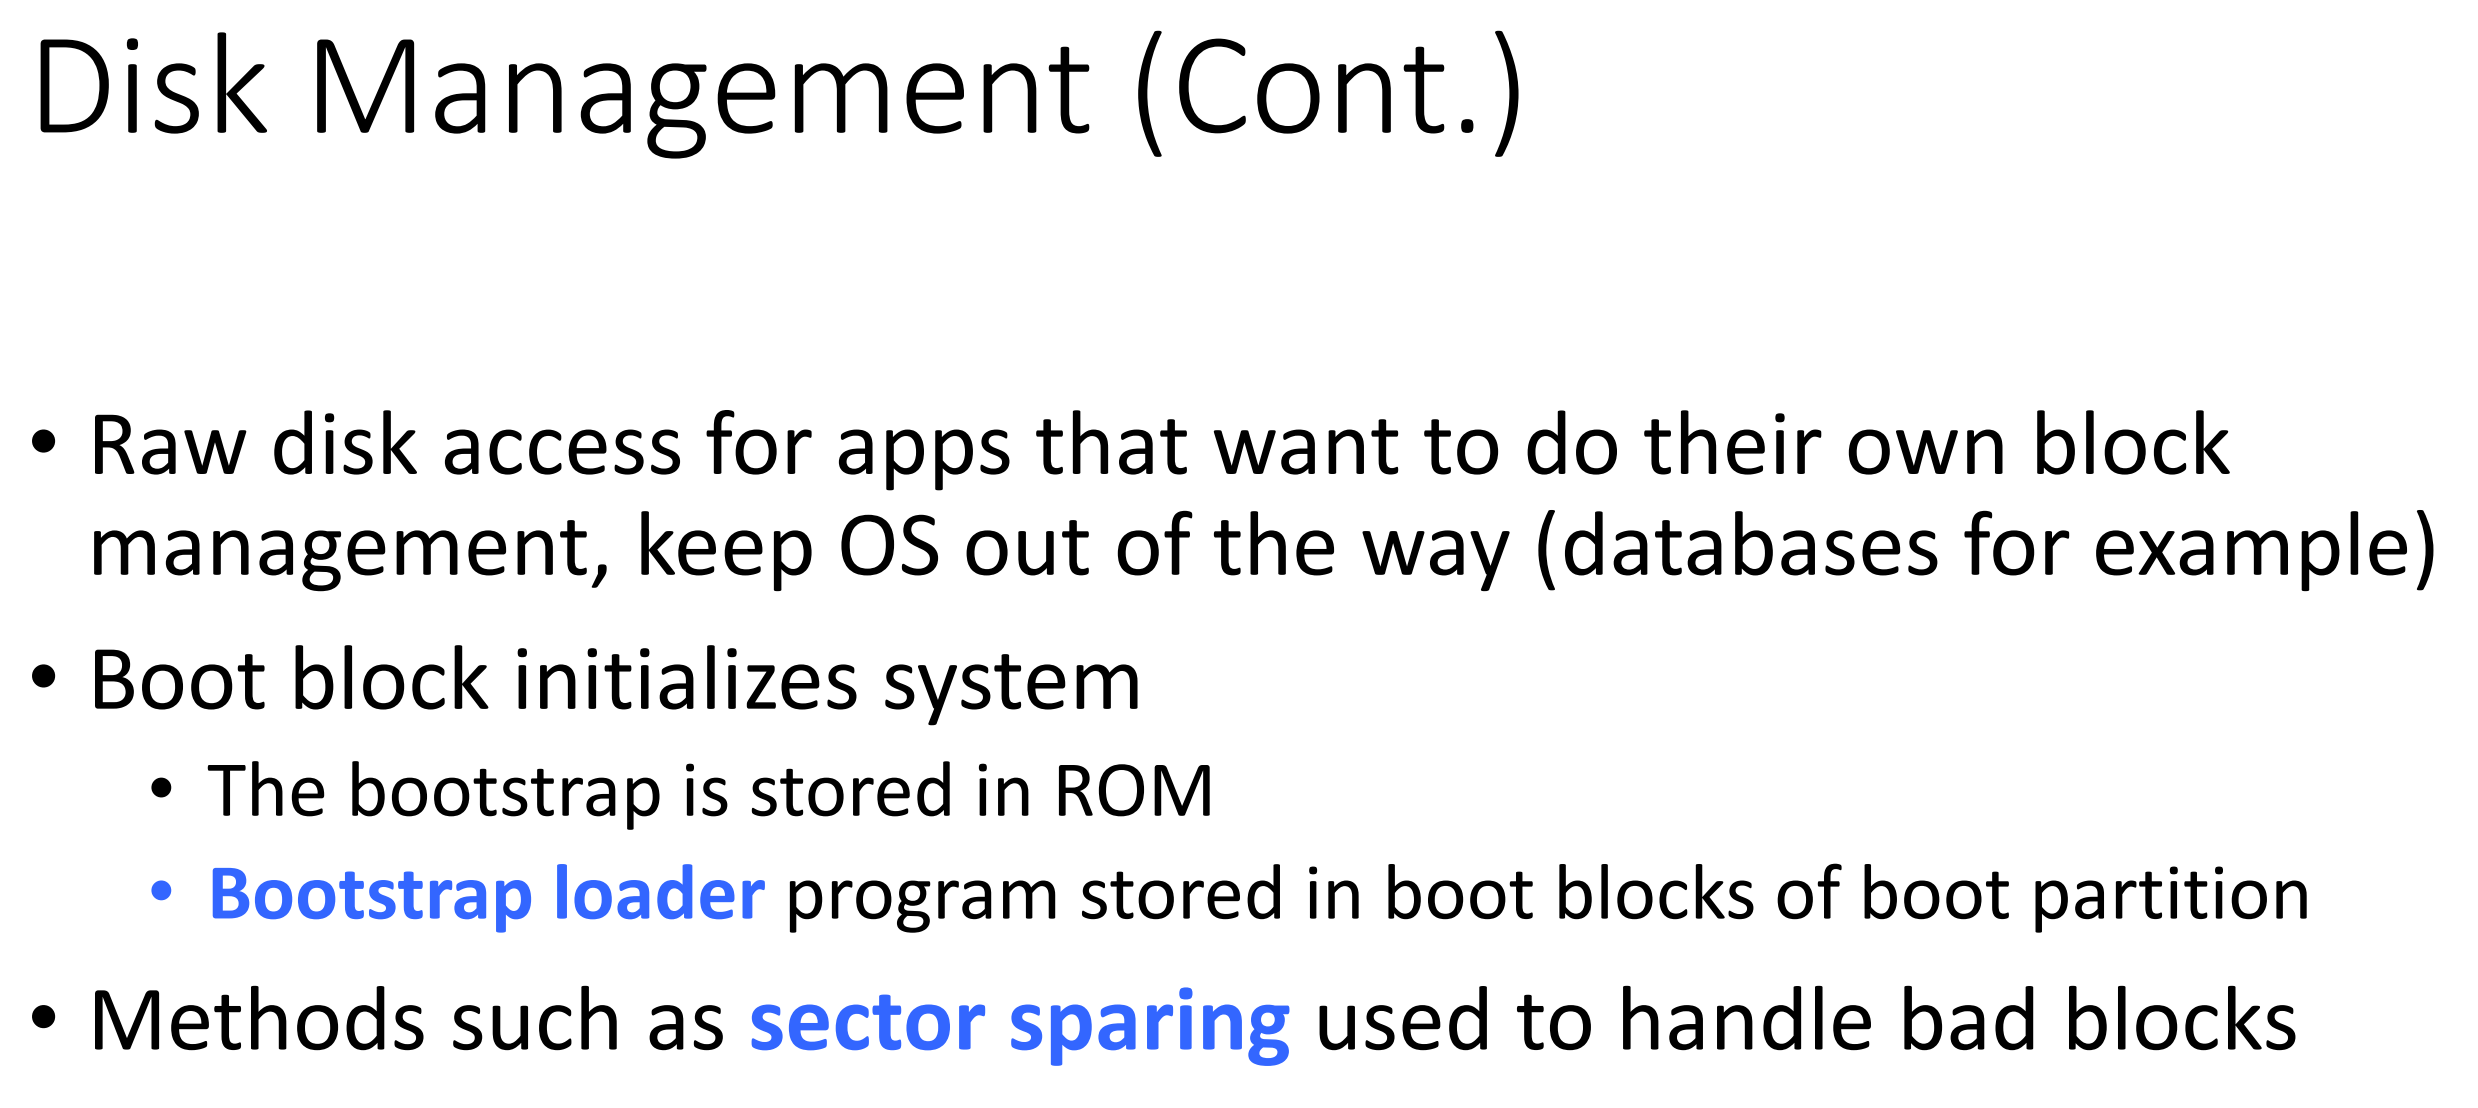 Disk Management (Cont.)
• Raw disk access for apps that want to do their own block
management, keep OS out of the way (databases for example)
• Boot block initializes system
• The bootstrap is stored in ROM
• Bootstrap loader program stored in boot blocks of boot partition
• Methods such as sector sparing used to handle bad blocks